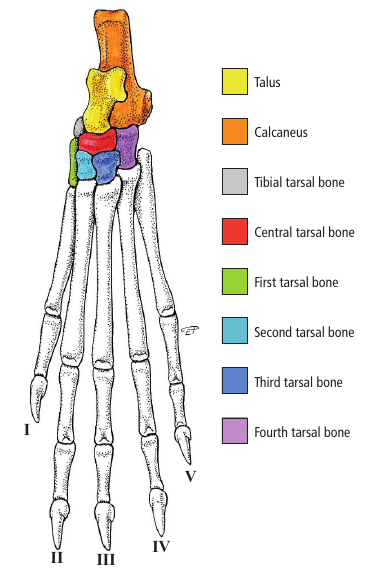 Talus
Calcaneus
Tibial tarsal bone
Central tarsal bone
First tarsal bone
Second tarsal bone
Third tarsal bone
Fourth tarsal bone
I
V
IV
II
III